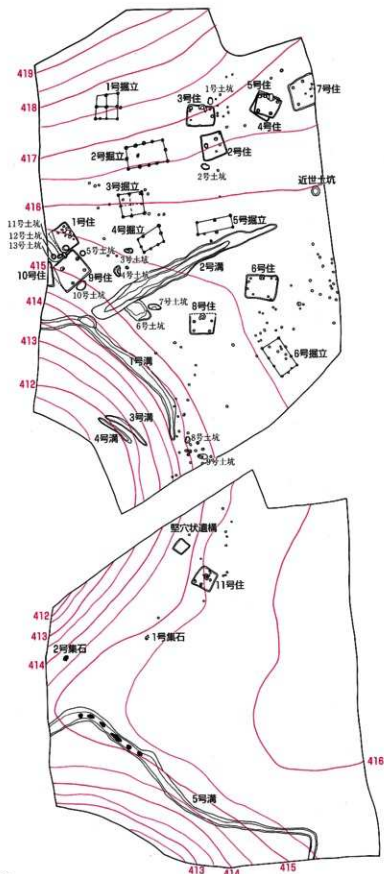 419
418
417
416
415
414
413
412
1号掘立
2号掘立
3号掘立
4号掘立
5号掘立
6号掘立
1号土坑
3号住
5号住
7号住
4号住
2号住
2号土坑
近世土坑
11号土坑
12号土坑
13号土坑
1号住
5号土坑
3号土坑
4号土坑
10号住
9号住
10号土坑
2号溝
7号土坑
6号土坑
6号住
8号住
1号溝
3号溝
4号溝
8号土坑
9号土坑
竪穴状遺構
11号住
412
413
414
2号集石
1号集石
416
5号溝
413
414
415